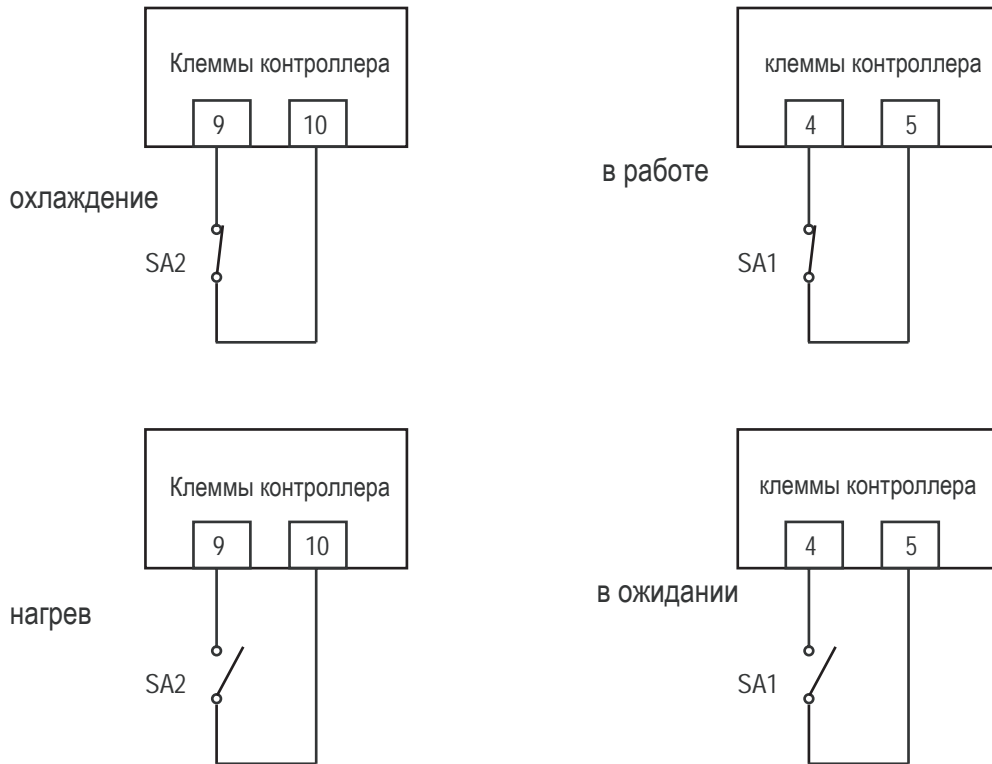 Клеммы контроллера
9 10
охлаждение
SA2
клеммы контроллера
4 5
в работе
SA1
Клеммы контроллера
9 10
нагрев
SA2
клеммы контроллера
4 5
в ожидании
SA1